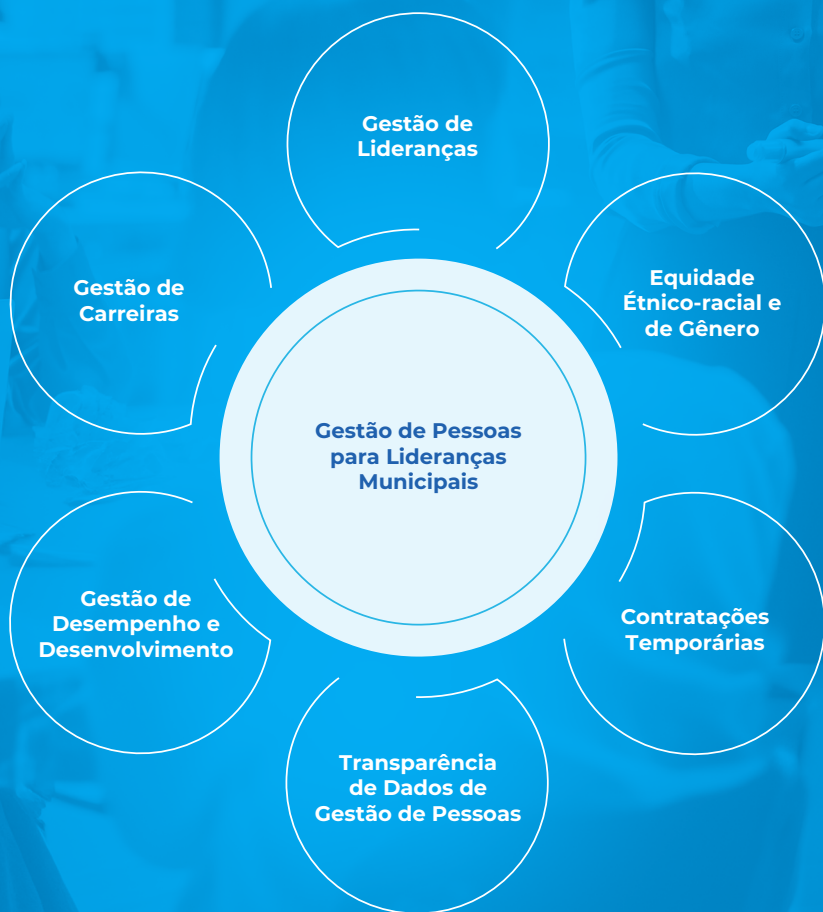 Gestão de
Lideranças
Gestão de
Carreiras
Equidade
Étnico-racial e
de Gênero
Gestão de Pessoas
para Lideranças
Municipais
Gestão de
Desempenho e
Desenvolvimento
Contratações
Temporárias
Transparência
de Dados de
Gestão de Pessoas